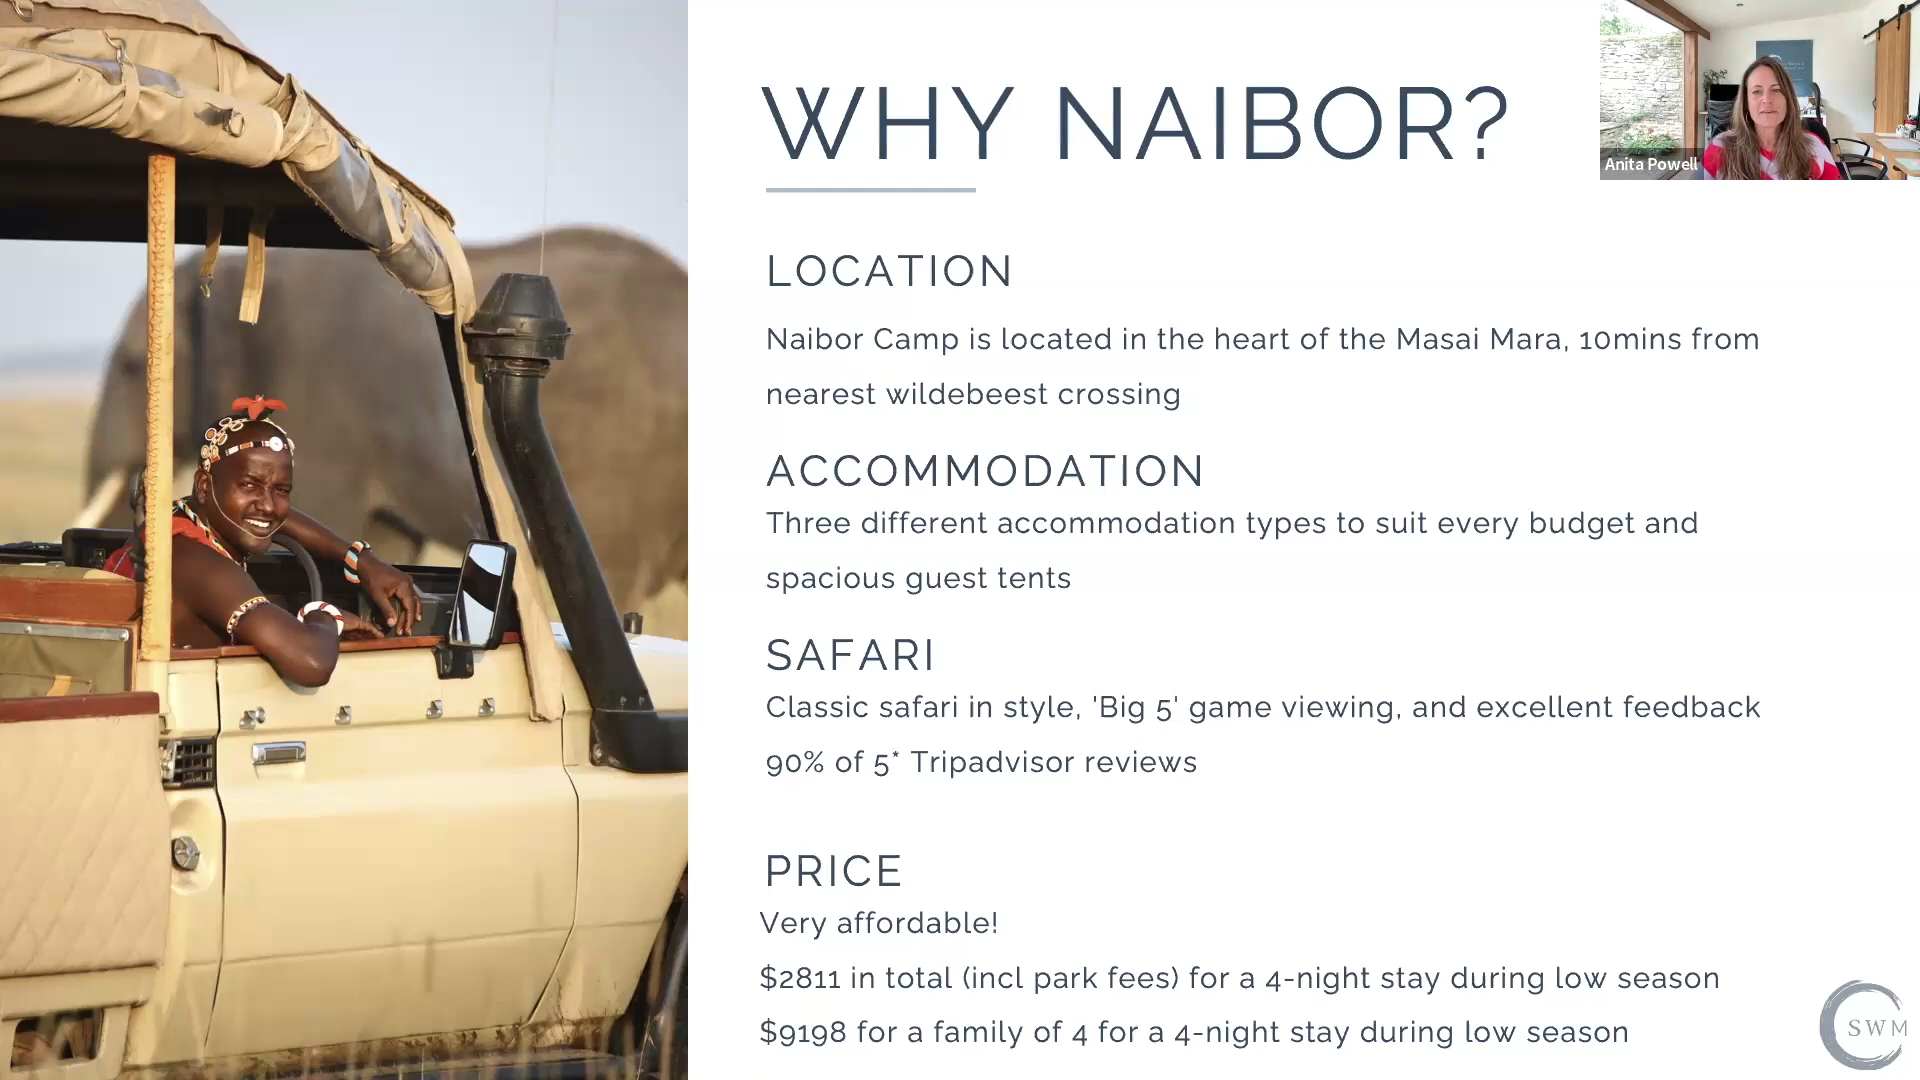 WHY NAIBOR?
Anita Powell
LOCATION
Naibor Camp is located in the heart of the Masai Mara, 10mins from
nearest wildebeest crossing
ACCOMMODATION
Three different accommodation types to suit every budget and
spacious guest tents
SAFARI
Classic safari in style, 'Big 5' game viewing, and excellent feedback
90% of 5* Tripadvisor reviews
PRICE
Very affordable!
$2811 in total (incl park fees) for a 4-night stay during low season
$9198 for a family of 4 for a 4-night stay during low season
SWM